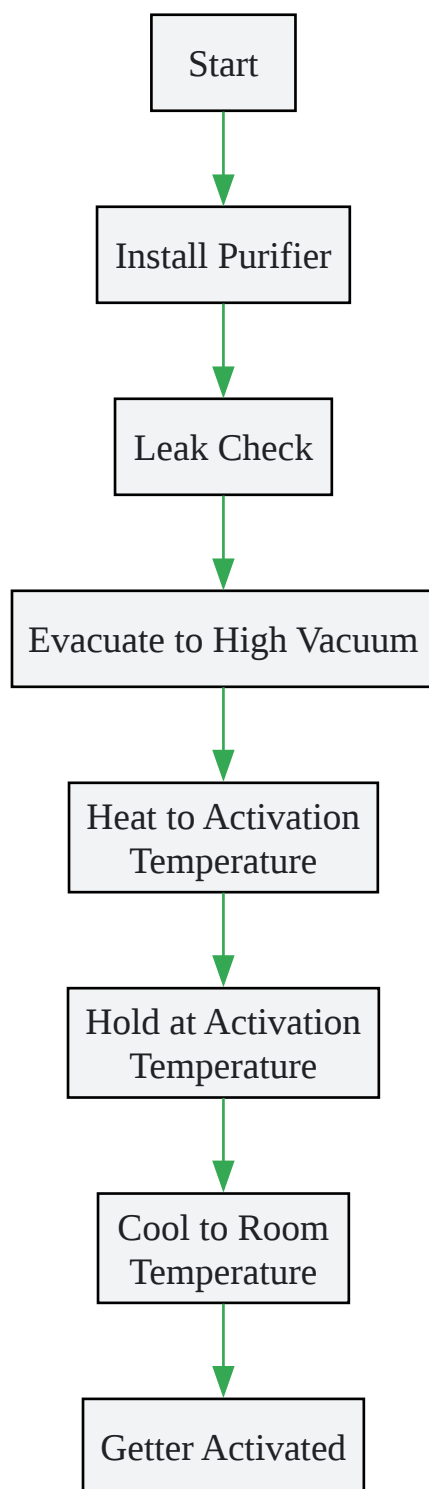 Start
Install Purifier
Leak Check
Evacuate to High Vacuum
Heat to Activation
Temperature
Hold at Activation
Temperature
Cool to Room
Temperature
Getter Activated